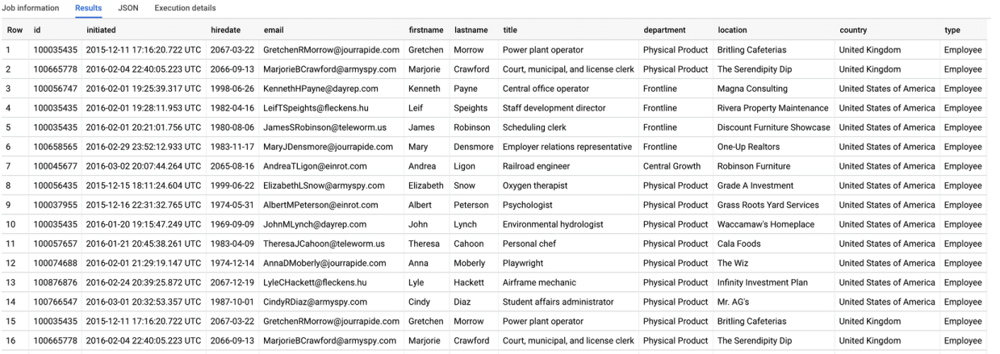 Job information Results JSON Execution details
Row id initiated hiredate email firstname lastname title department location country type
1 100035435 2015-12-11 17:16:20.722 UTC 2067-03-22 GretchenRMorrow@jourrapide.com Gretchen Morrow Power plant operator Physical Product Britling Cafeterias United Kingdom Employee
2 100665778 2016-02-04 22:40:05.223 UTC 2066-09-13 MarjorieBCrawford@armyspy.com Marjorie Crawford Court, municipal, and license clerk Physical Product The Serendipity Dip United Kingdom Employee
3 100056747 2016-02-01 19:25:39.317 UTC 1998-06-26 KennethHPayne@dayrep.com Kenneth Payne Central office operator Frontline Magna Consulting United States of America Employee
4 100035435 2016-02-01 19:28:11.953 UTC 1982-04-16 LeifTSpeights@fleckens.hu Leif Speights Staff development director Frontline Rivera Property Maintenance United States of America Employee
5 100035435 2016-02-01 20:21:01.756 UTC 1980-08-06 JamesSRobinson@teleworm.us James Robinson Scheduling clerk Frontline Discount Furniture Showcase United States of America Employee
6 100658565 2016-02-29 23:52:12.933 UTC 1983-11-17 MaryJDensmore@jourrapide.com Mary Densmore Employer relations representative Frontline One-Up Realtors United States of America Employee
7 100045677 2016-03-02 20:07:44.264 UTC 2065-08-16 AndreaTLigon@einrot.com Andrea Ligon Railroad engineer Central Growth Robinson Furniture United States of America Employee
8 100056435 2015-12-15 18:11:24.604 UTC 1999-06-22 ElizabethLSnow@armyspy.com Elizabeth Snow Oxygen therapist Physical Product Grade A Investment United States of America Employee
9 100037955 2015-12-16 22:31:32.765 UTC 1974-05-31 AlbertMPeterson@einrot.com Albert Peterson Psychologist Physical Product Grass Roots Yard Services United States of America Employee
10 100035435 2016-01-20 19:15:47.249 UTC 1969-09-09 JohnMLynch@dayrep.com John Lynch Environmental hydrologist Physical Product Waccamaw's Homeplace United States of America Employee
11 100057657 2016-01-21 20:45:38.261 UTC 1983-04-09 TheresaJCahoon@teleworm.us Theresa Cahoon Personal chef Physical Product Cala Foods United States of America Employee
12 100074688 2016-02-01 21:29:19.147 UTC 1974-12-14 AnnaDMoberly@jourrapide.com Anna Moberly Playwright Physical Product The Wiz United States of America Employee
13 100876876 2016-02-24 20:39:25.872 UTC 2067-12-19 LyleCHackett@fleckens.hu Lyle Hackett Airframe mechanic Physical Product Infinity Investment Plan United States of America Employee
14 100766547 2016-03-01 20:32:53.357 UTC 1987-10-01 CindyRDiaz@armyspy.com Cindy Diaz Student affairs administrator Physical Product Mr. AG's United States of America Employee
15 100035435 2015-12-11 17:16:20.722 UTC 2067-03-22 GretchenRMorrow@jourrapide.com Gretchen Morrow Power plant operator Physical Product Britling Cafeterias United Kingdom Employee
16 100665778 2016-02-04 22:40:05.223 UTC 2066-09-13 MarjorieBCrawford@armyspy.com Marjorie Crawford Court, municipal, and license clerk Physical Product The Serendipity Dip United Kingdom Employee